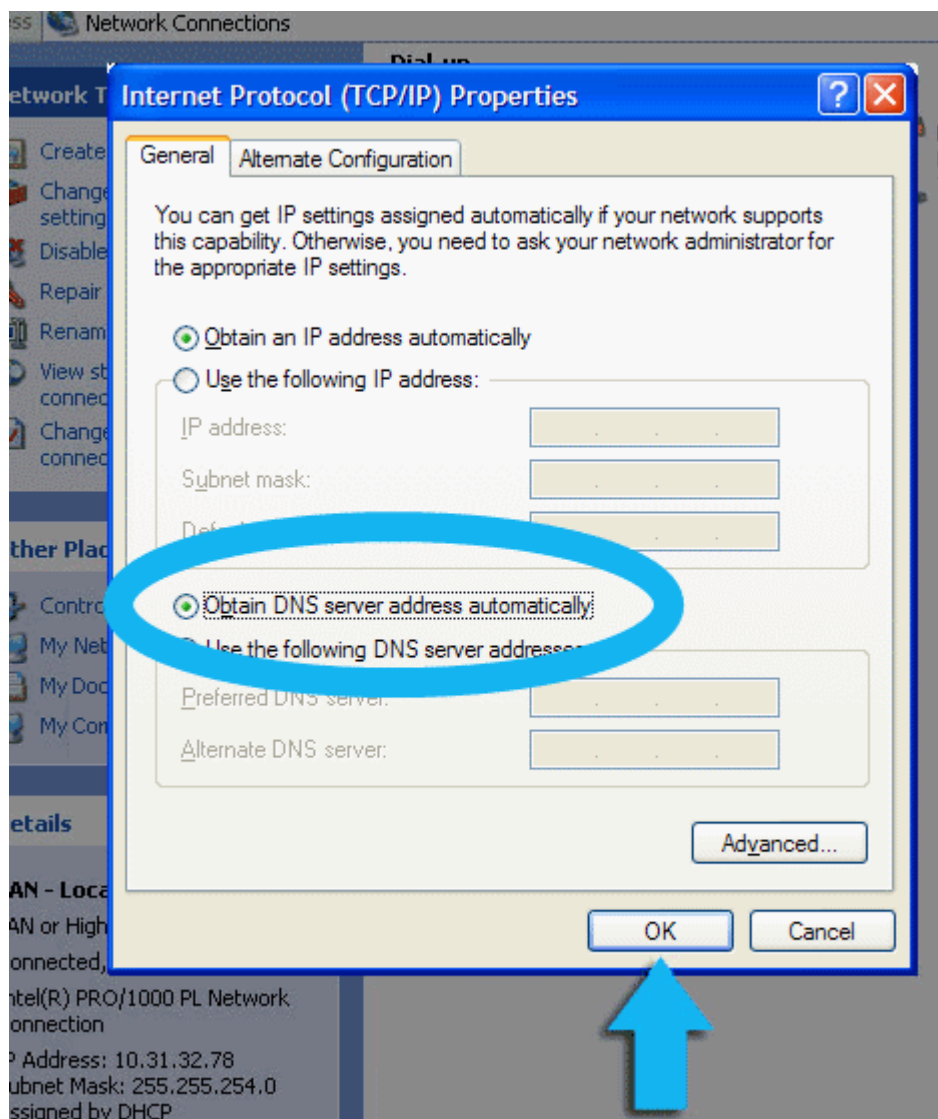 Network Connections
Dial-up
Internet Protocol (TCP/IP) Properties
General
Alternate Configuration
You can get IP settings assigned automatically if your network supports
this capability. Otherwise, you need to ask your network administrator for
the appropriate IP settings.
Obtain an IP address automatically
Use the following IP address:
IP address:
Subnet mask:
Obtain DNS server address automatically
Use the following DNS server addresses:
Preferred DNS server:
Alternate DNS server:
Advanced...
OK
Cancel
Create
Change
setting
Disable
Repair
Renam
View st
connec
Change
connec
ther Plac
Contro
My Net
My Doc
My Com
etails
AN - Loca
AN or High
onnected,
ntel(R) PRO/1000 PL Network
onnection
P Address: 10.31.32.78
ubnet Mask: 255.255.254.0
ssigned by DHCP